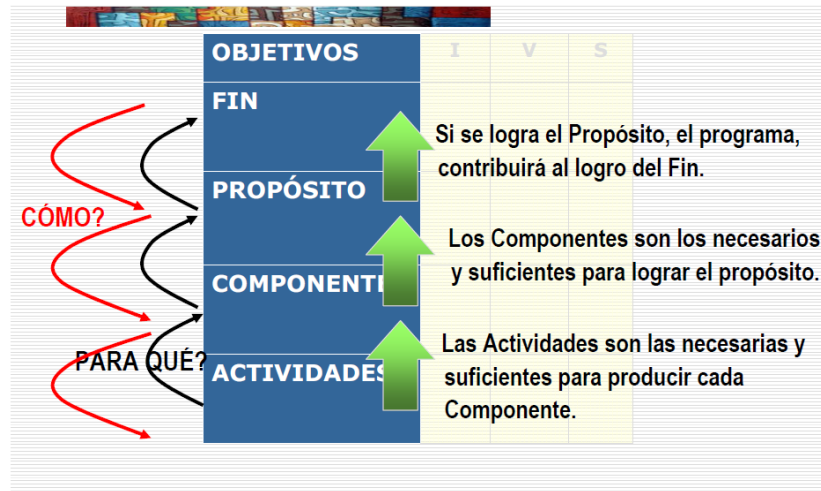 OBJETIVOS I V S
FIN
Si se logra el Propósito, el programa,
contribuirá al logro del Fin.
PROPÓSITO
CÓMO?
Los Componentes son los necesarios
y suficientes para lograr el propósito.
COMPONENTE
Las Actividades son las necesarias y
suficientes para producir cada
Componente.
PARA QUÉ?
ACTIVIDADES